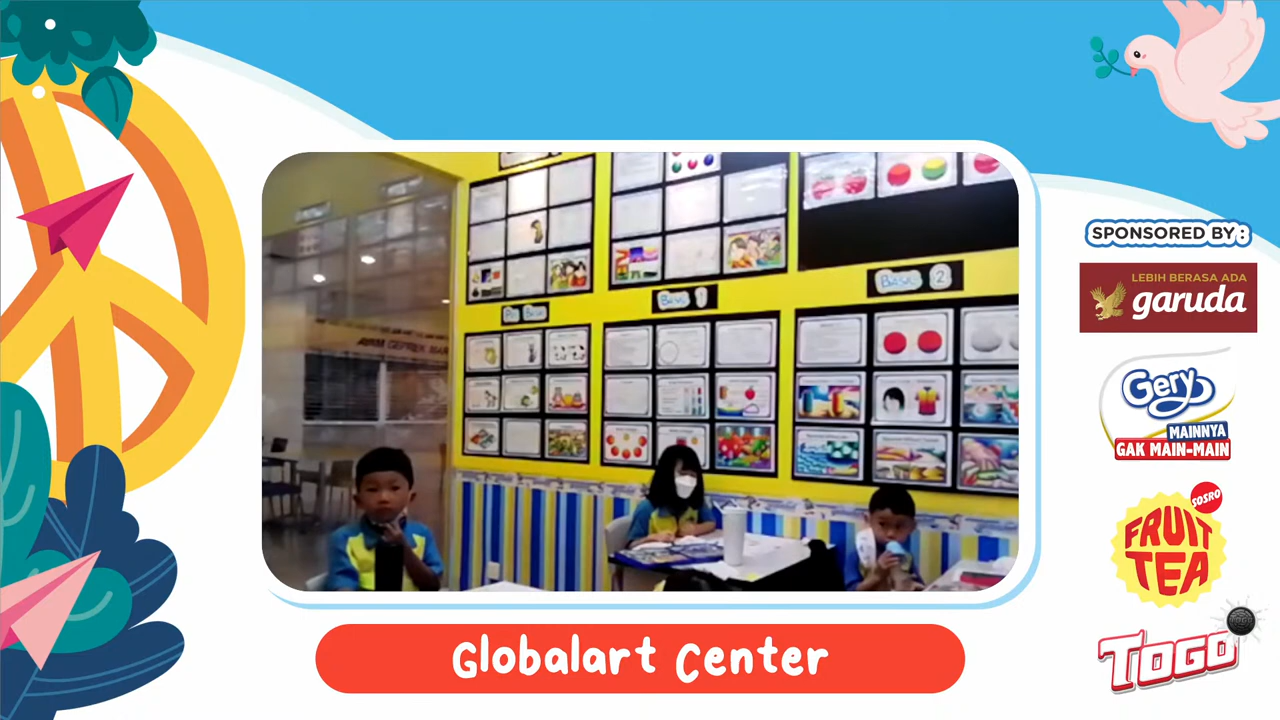 BASIC 1
BASIC 2
Globalart Center
SPONSORED BY :
LEBIH BERASA ADA
garuda
Gery
MAINNYA
GAK MAIN-MAIN
SOSRO
FRUIT
TEA
TOGO